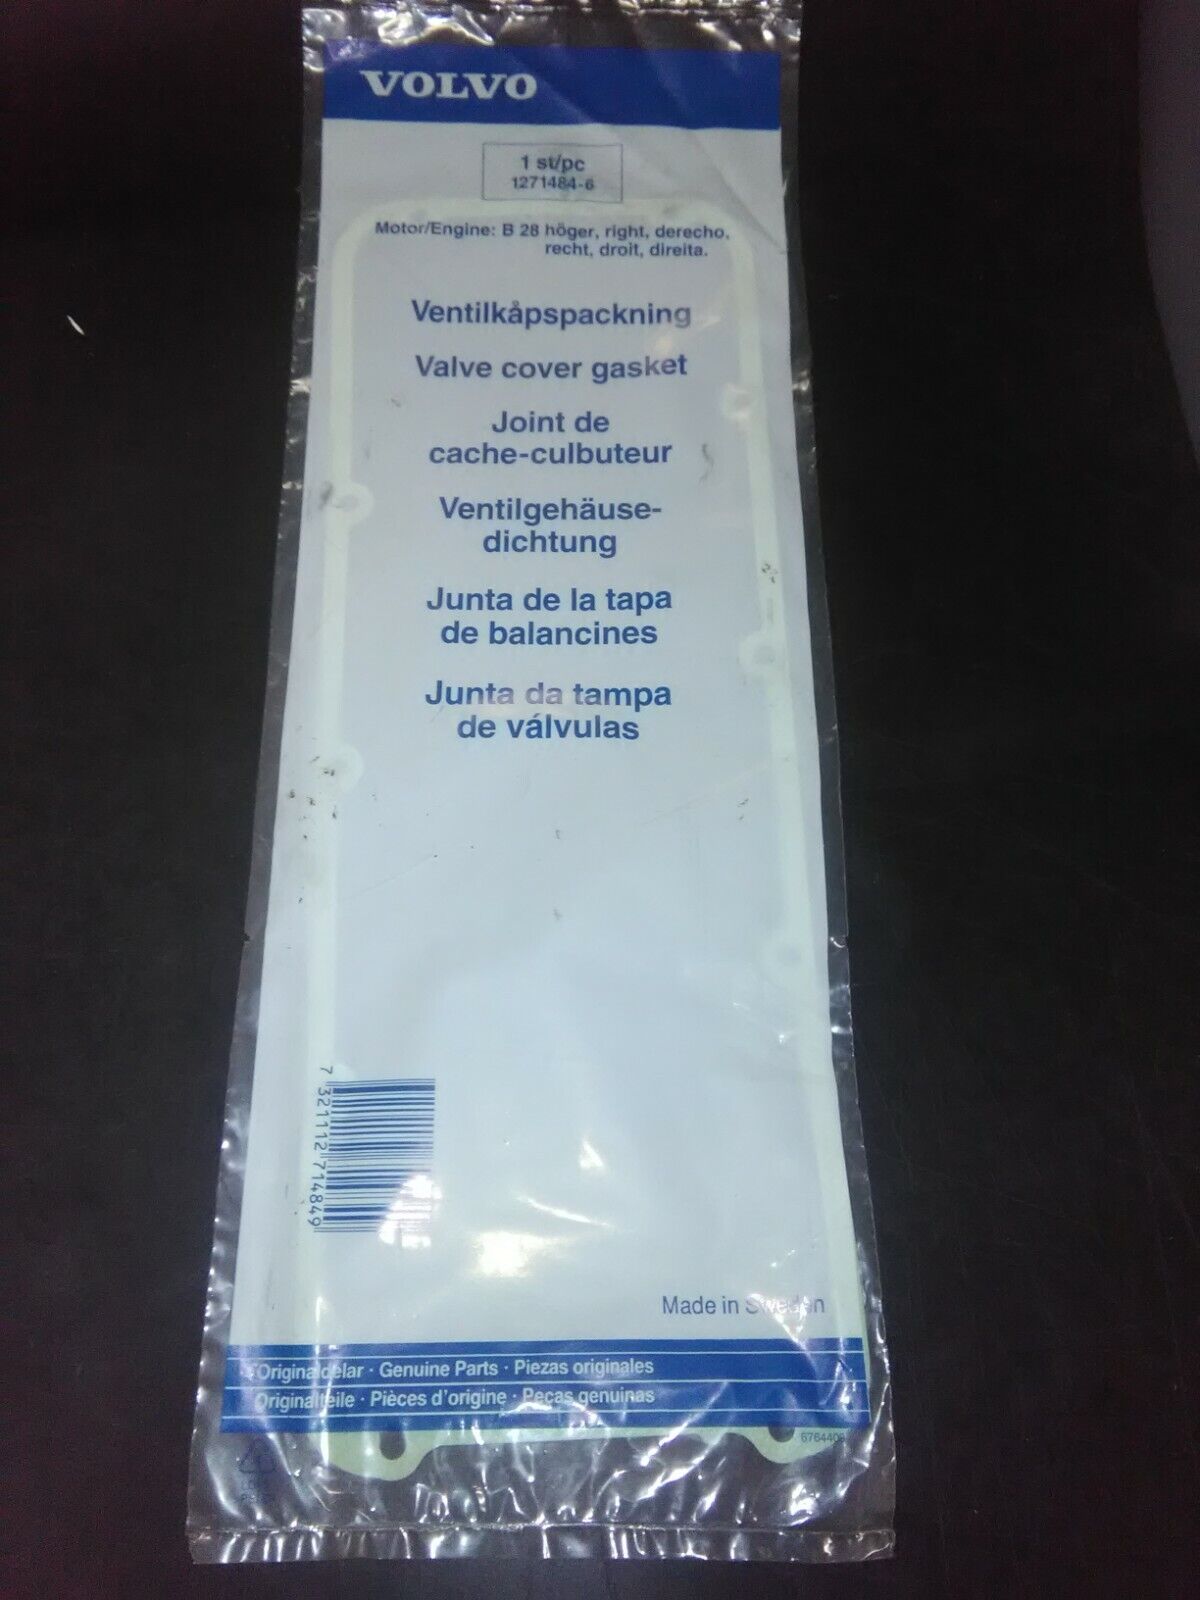 VOLVO
1 st/pc
1271484-6
Motor/Engine: B 28 höger, right, derecho,
recht, droit, direita.
Ventilkåpspackning
Valve cover gasket
Joint de
cache-culbuteur
Ventilgehäuse-
dichtung
Junta de la tapa
de balancines
Junta da tampa
de válvulas
7 321112 714849
Made in Sweden
Originaldelar · Genuine Parts · Piezas originales
Originalteile · Pièces d'origine · Peças genuinas